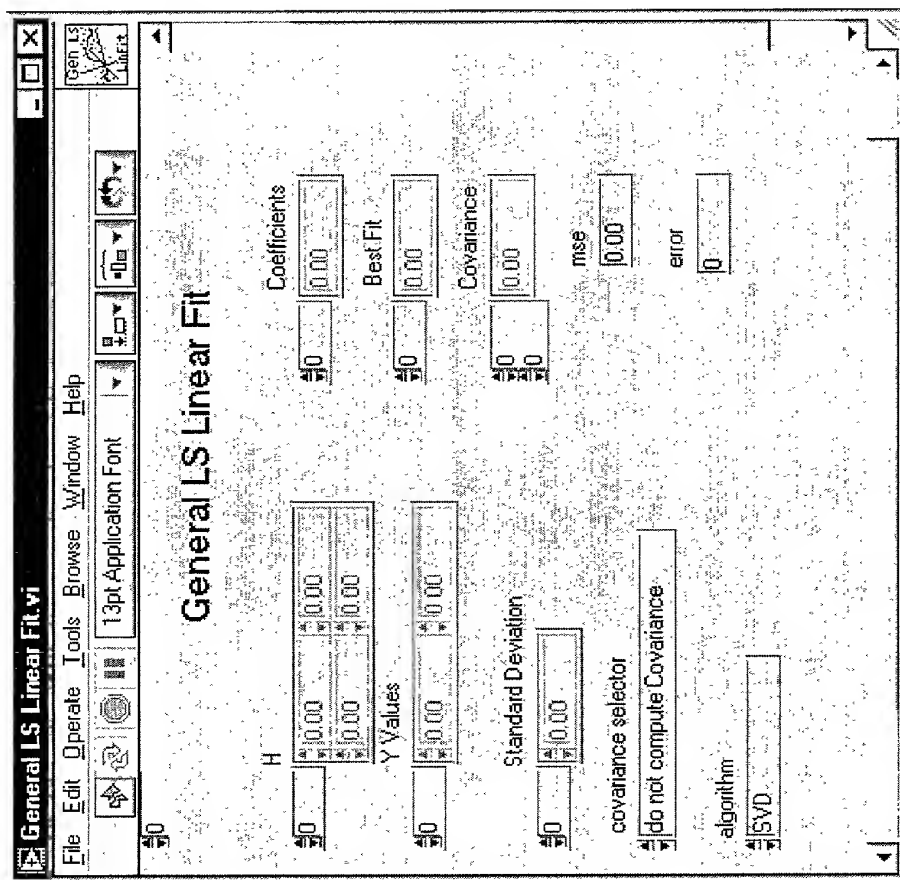 General LS Linear Fit.vi
File Edit Operate Tools Browse Window Help
Gen LS
LinFit
13pt Application Font
0
General LS Linear Fit
H
0
0.00 0.00
0.00 0.00
Y Values
0
0.00 0.00
Standard Deviation
0
0.00
covariance selector
do not compute Covariance
algorithm
SVD
Coefficients
0
0.00
Best Fit
0
0.00
Covariance
0
0
0.00
mse
0.00
error
0